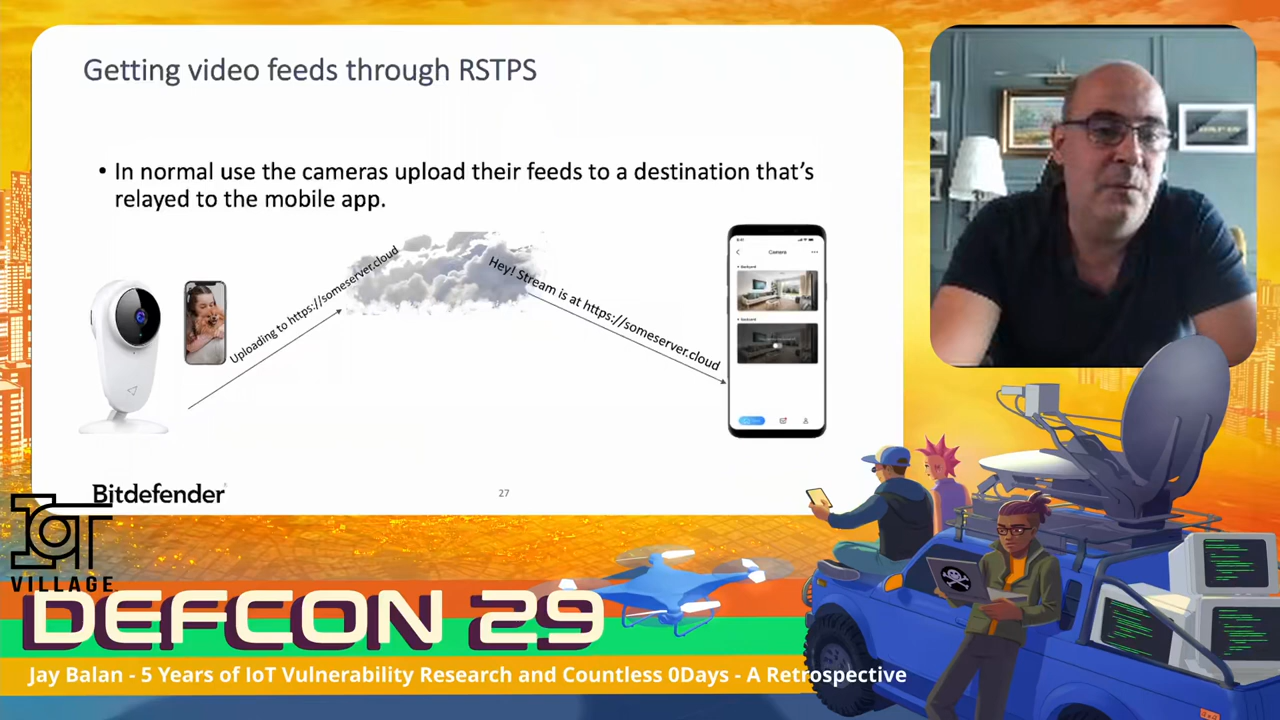 Getting video feeds through RSTPS
• In normal use the cameras upload their feeds to a destination that's
relayed to the mobile app.
Uploading to https://someserver.cloud
Hey! Stream is at https://someserver.cloud
Camera
Bitdefender
27
IoT
VILLAGE
DEFCON 29
Jay Balan - 5 Years of IoT Vulnerability Research and Countless 0Days - A Retrospective